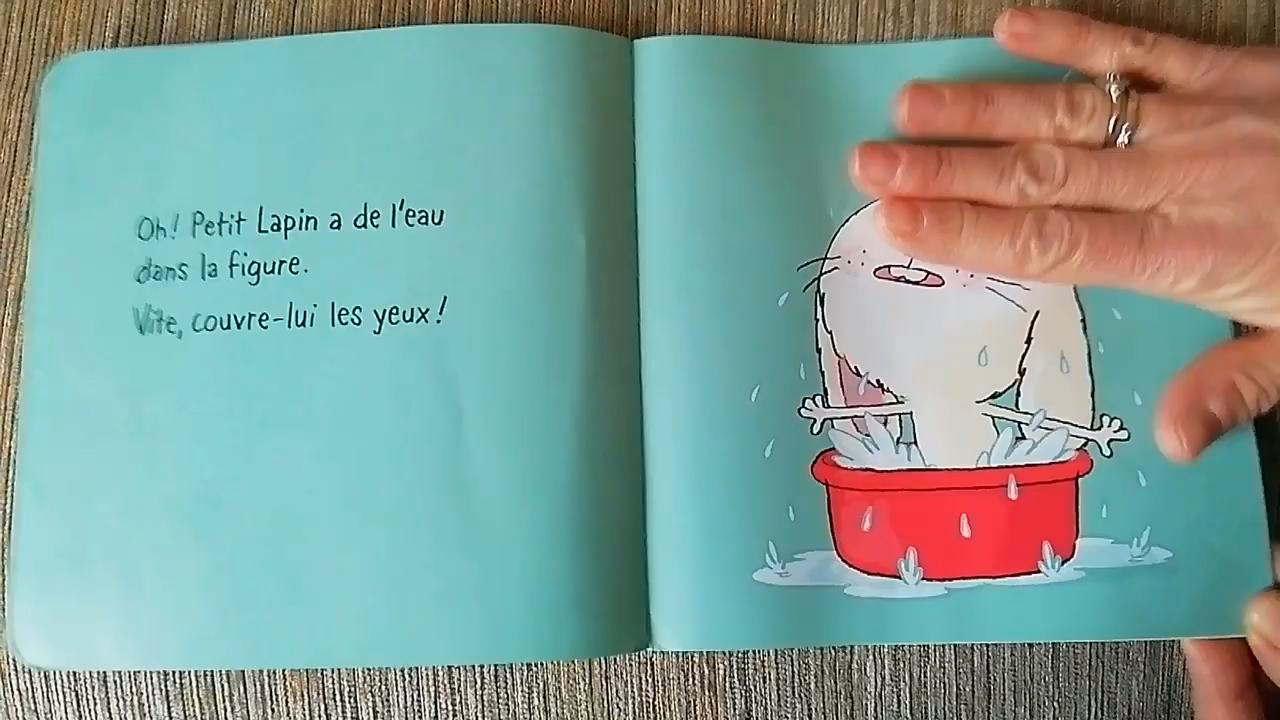 Oh! Petit Lapin a de l'eau
dans la figure.
Vite, couvre-lui les yeux!